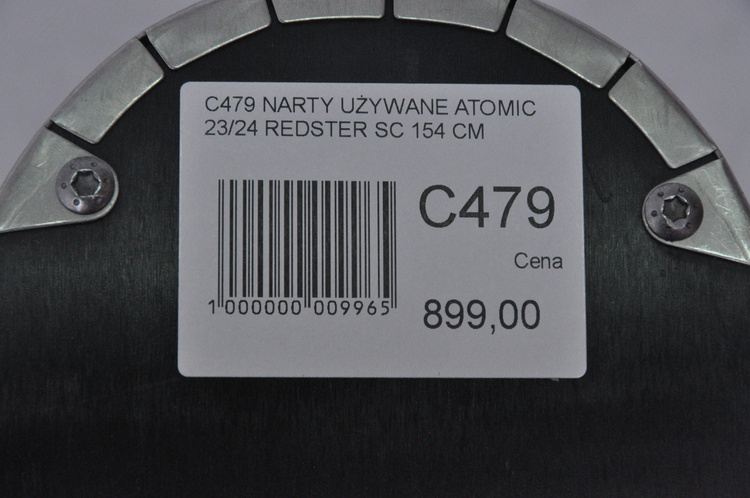 C479 NARTY UŻYWANE ATOMIC
23/24 REDSTER SC 154 CM
C479
Cena
1 000000 009965
899,00